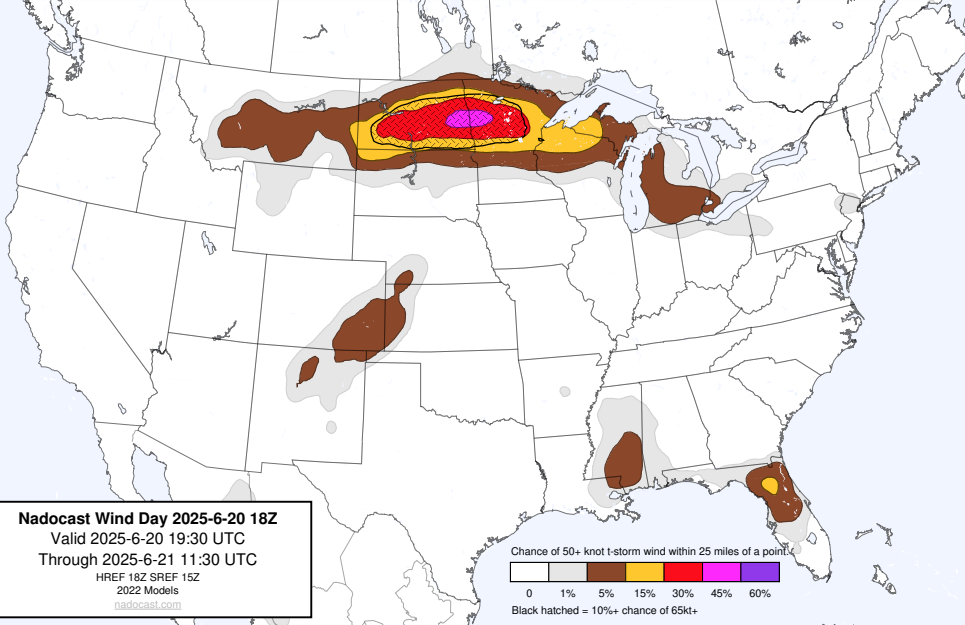 Nadocast Wind Day 2025-6-20 18Z
Valid 2025-6-20 19:30 UTC
Through 2025-6-21 11:30 UTC
HREF 18Z SREF 15Z
2022 Models
nadocast.com
Chance of 50+ knot t-storm wind within 25 miles of a point.
0 1% 5% 15% 30% 45% 60%
Black hatched = 10%+ chance of 65kt+